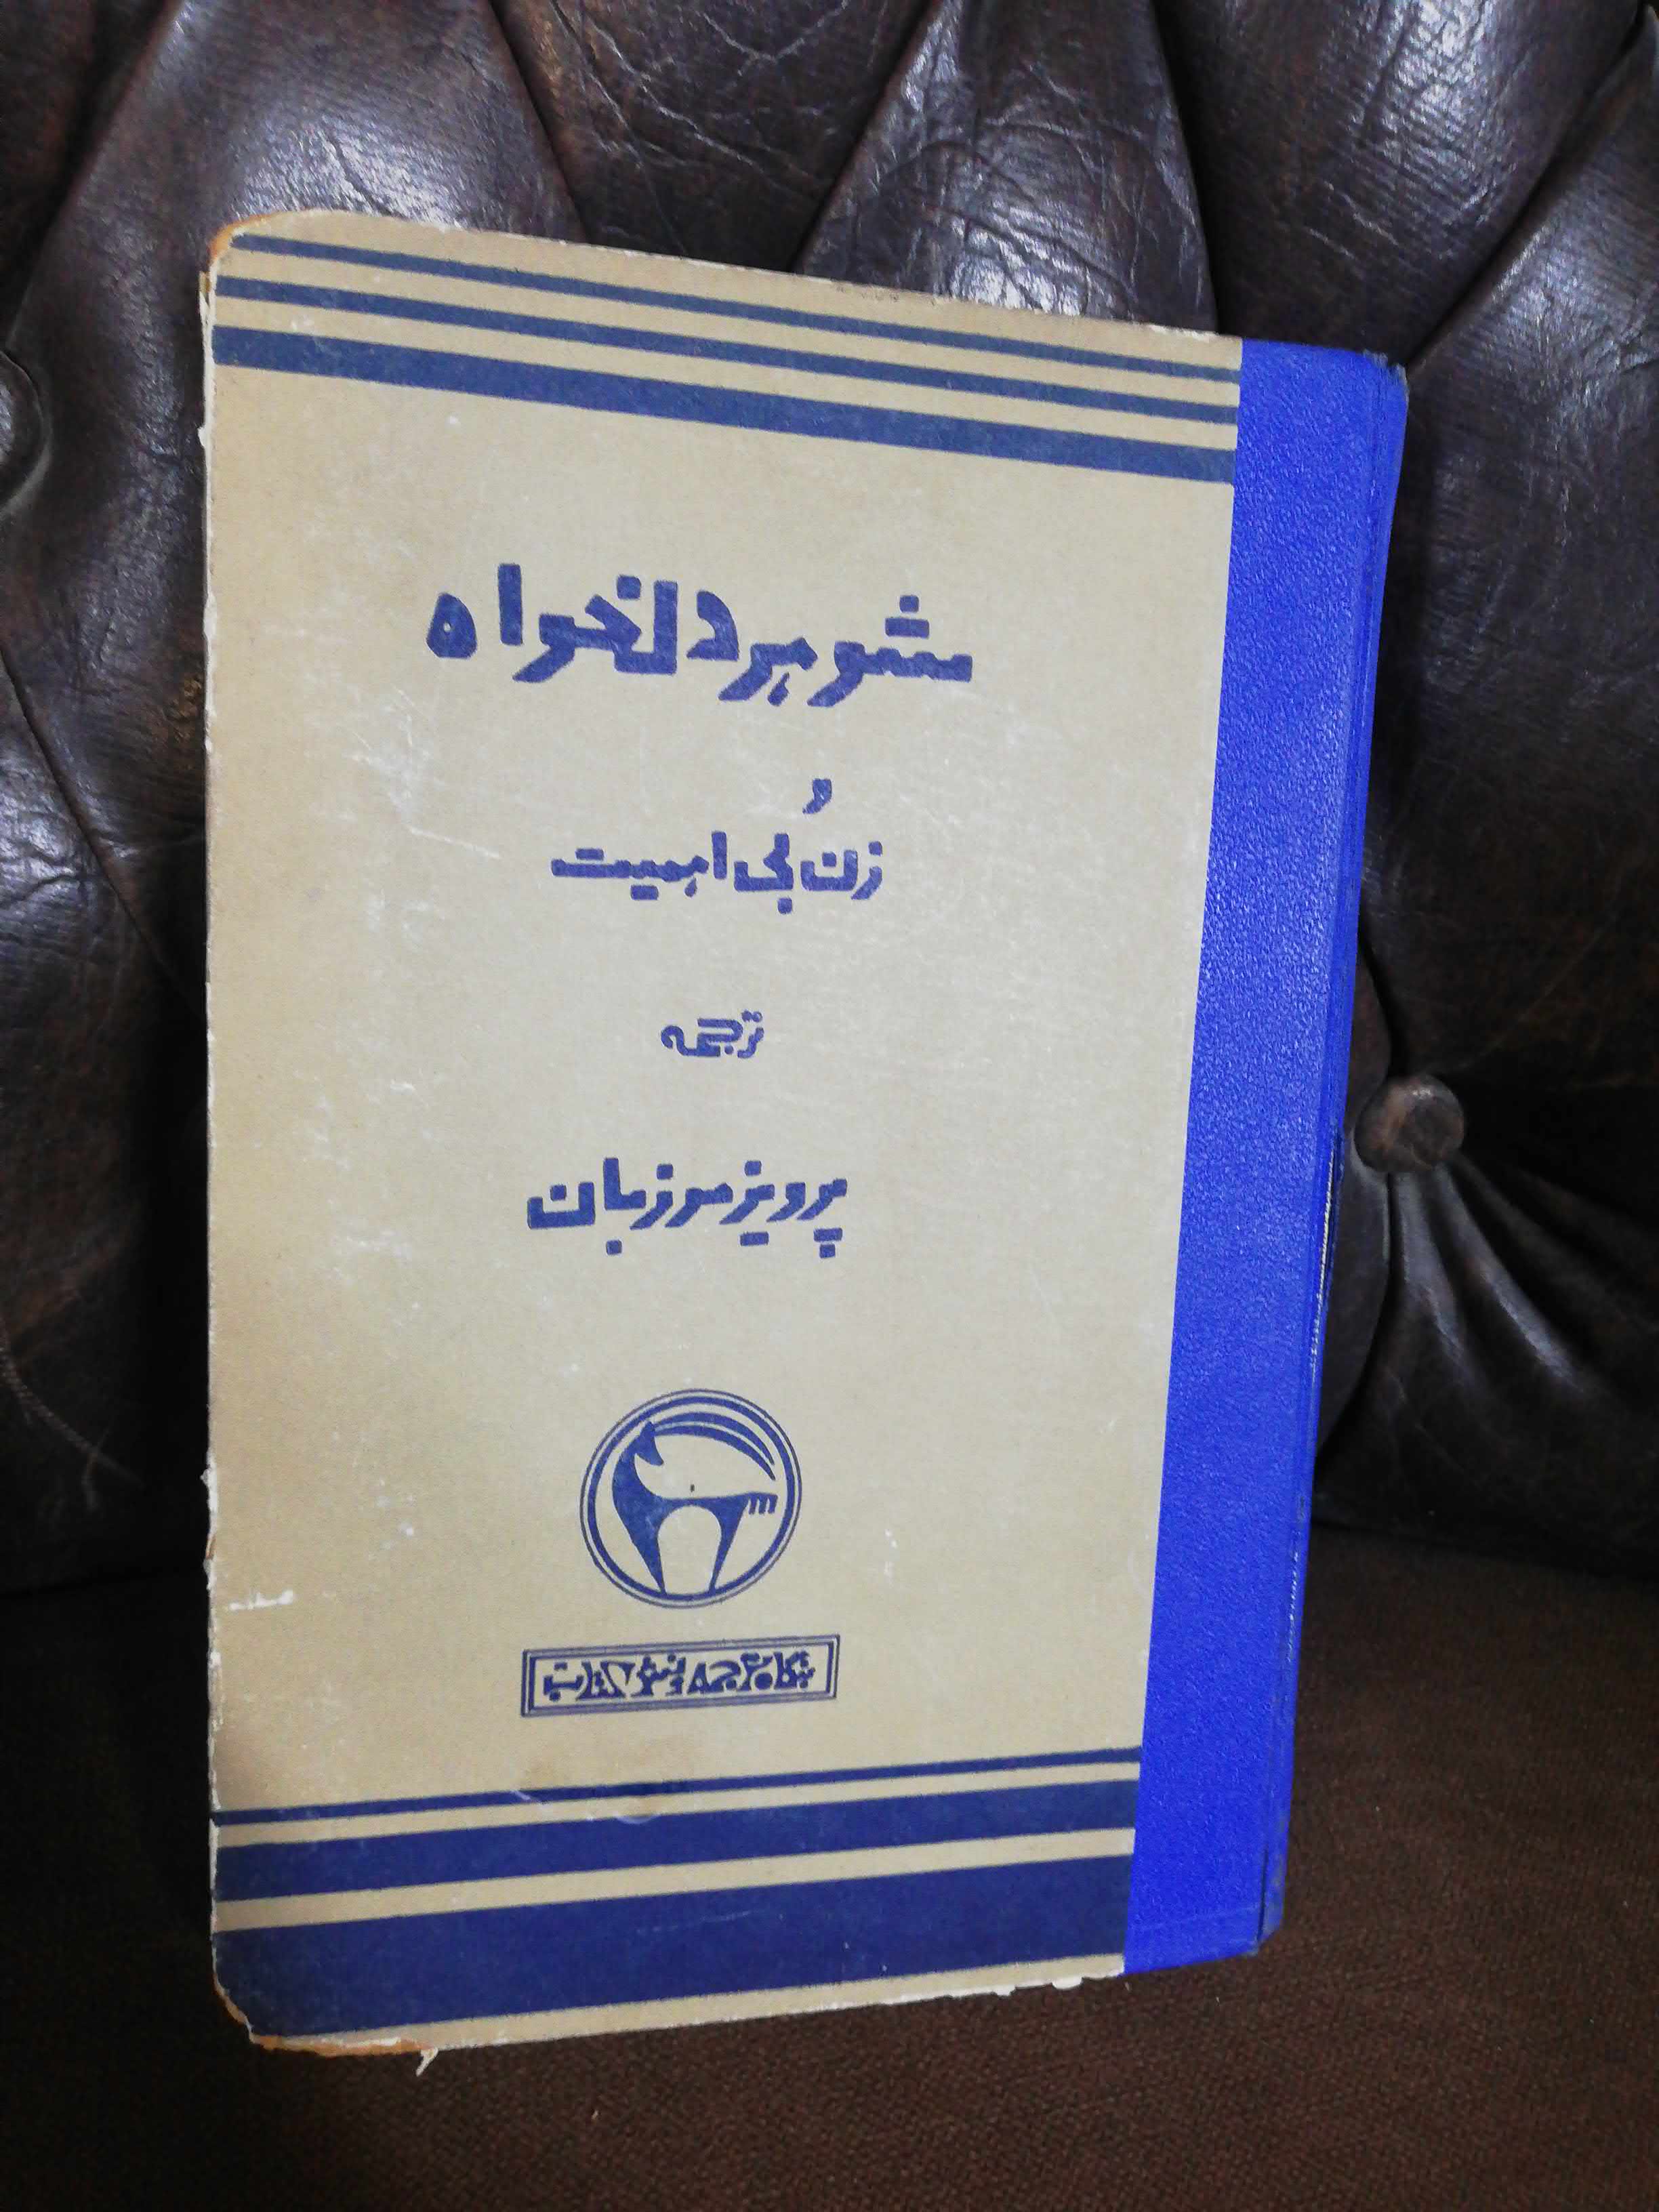 شوهر دلخواه
و
زن بی اهمیت
ترجمه
پرویز مرزبان
بنگاه ترجمه و نشر کتاب